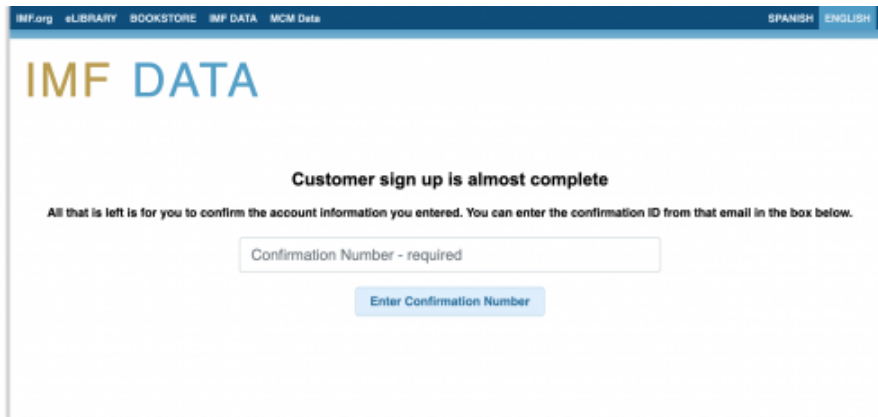 IMF.org eLIBRARY BOOKSTORE IMF DATA MCM Data SPANISH ENGLISH
IMF DATA
Customer sign up is almost complete
All that is left is for you to confirm the account information you entered. You can enter the confirmation ID from that email in the box below.
Confirmation Number - required
Enter Confirmation Number